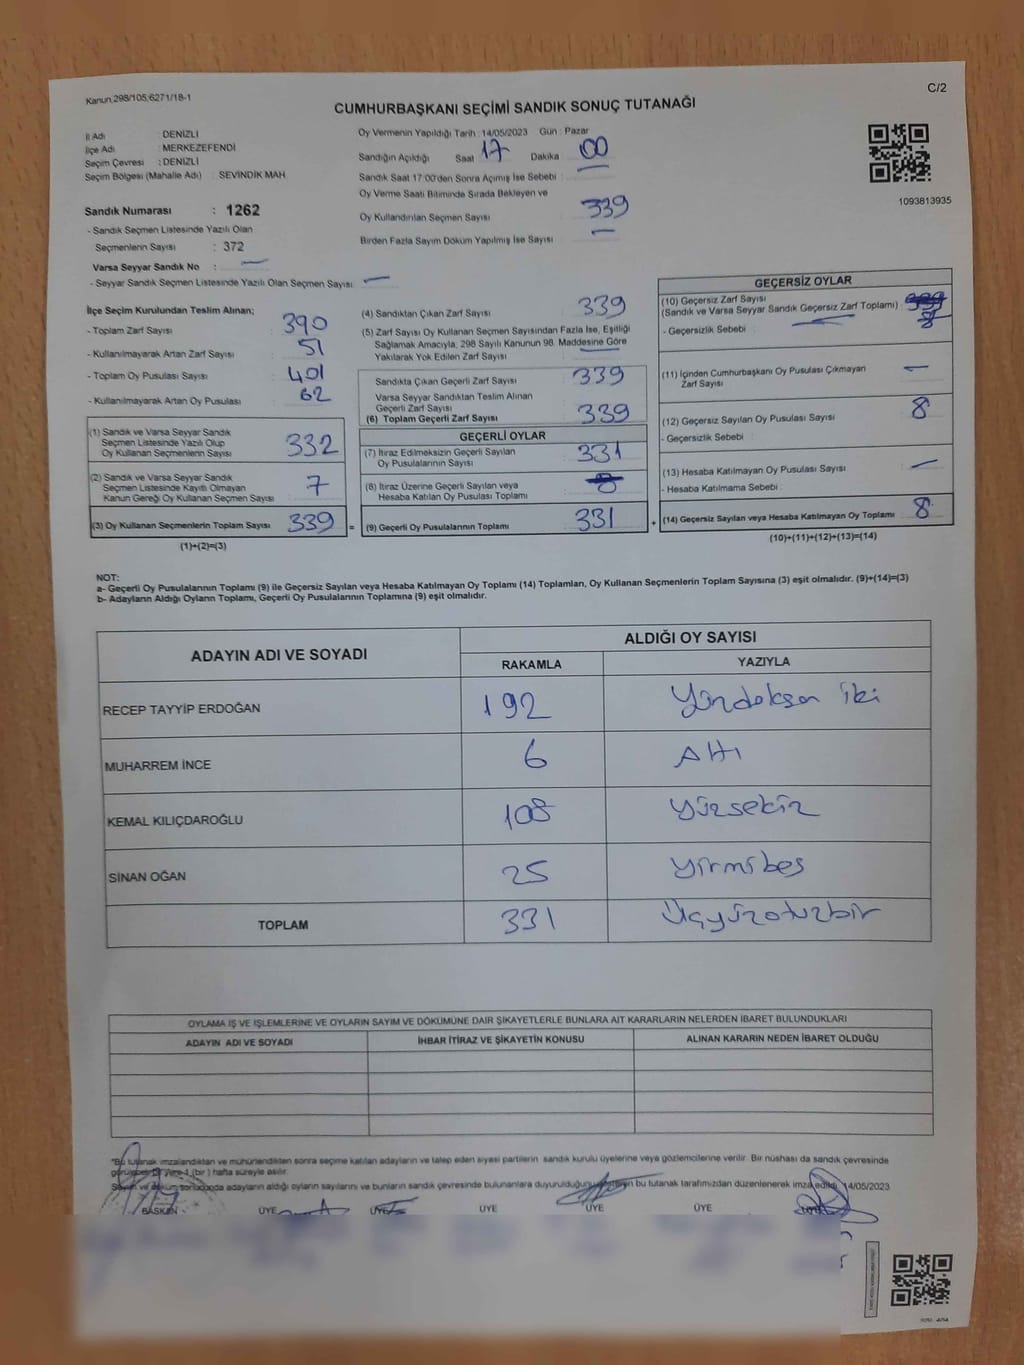 Kanun;298/105;6271/18-1
C/2
CUMHURBAŞKANI SEÇİMİ SANDIK SONUÇ TUTANAĞI
İl Adı : DENİZLİ
İlçe Adı : MERKEZEFENDİ
Seçim Çevresi : DENİZLİ
Seçim Bölgesi (Mahalle Adı) : SEVİNDİK MAH
Sandık Numarası : 1262
- Sandık Seçmen Listesinde Yazılı Olan
Seçmenlerin Sayısı : 372
Varsa Seyyar Sandık No : —
- Seyyar Sandık Seçmen Listesinde Yazılı Olan Seçmen Sayısı : —
Oy Vermenin Yapıldığı Tarih : 14/05/2023 Gün : Pazar
Sandığın Açıldığı Saat 17 Dakika : 00
Sandık Saat 17:00'den Sonra Açımış İse Sebebi :
Oy Verme Saati Bitiminde Sırada Bekleyen ve
Oy Kullandırılan Seçmen Sayısı : 339
Birden Fazla Sayım Döküm Yapılmış İse Sayısı : —
1093813935
İlçe Seçim Kurulundan Teslim Alınan;
- Toplam Zarf Sayısı : 390
- Kullanılmayarak Artan Zarf Sayısı : 51
- Toplam Oy Pusulası Sayısı : 401
- Kullanılmayarak Artan Oy Pusulası : 62
(1) Sandık ve Varsa Seyyar Sandık
Seçmen Listesinde Yazılı Olup
Oy Kullanan Seçmenlerin Sayısı : 332
(2) Sandık ve Varsa Seyyar Sandık
Seçmen Listesinde Kayıtlı Olmayan
Kanun Gereği Oy Kullanan Seçmen Sayısı : 7
(3) Oy Kullanan Seçmenlerin Toplam Sayısı : 339 =
(1)+(2)=(3)
(4) Sandıktan Çıkan Zarf Sayısı : 339
(5) Zarf Sayısı Oy Kullanan Seçmen Sayısından Fazla İse, Eşitliği
Sağlamak Amacıyla; 298 Sayılı Kanunun 98. Maddesine Göre
Yakılarak Yok Edilen Zarf Sayısı : —
Sandıkta Çıkan Geçerli Zarf Sayısı : 339
Varsa Seyyar Sandıktan Teslim Alınan
Geçerli Zarf Sayısı :
(6) Toplam Geçerli Zarf Sayısı : 339
GEÇERLİ OYLAR
(7) İtiraz Edilmeksizin Geçerli Sayılan
Oy Pusulalarının Sayısı : 331
(8) İtiraz Üzerine Geçerli Sayılan veya
Hesaba Katılan Oy Pusulası Toplamı :
(9) Geçerli Oy Pusulalarının Toplamı : 331 +
GEÇERSİZ OYLAR
(10) Geçersiz Zarf Sayısı
(Sandık ve Varsa Seyyar Sandık Geçersiz Zarf Toplamı) :
- Geçersizlik Sebebi :
(11) İçinden Cumhurbaşkanı Oy Pusulası Çıkmayan
Zarf Sayısı : —
(12) Geçersiz Sayılan Oy Pusulası Sayısı : 8
- Geçersizlik Sebebi :
(13) Hesaba Katılmayan Oy Pusulası Sayısı : —
- Hesaba Katılmama Sebebi :
(14) Geçersiz Sayılan veya Hesaba Katılmayan Oy Toplamı : 8
(10)+(11)+(12)+(13)=(14)
NOT:
a- Geçerli Oy Pusulalarının Toplamı (9) ile Geçersiz Sayılan veya Hesaba Katılmayan Oy Toplamı (14) Toplamları, Oy Kullanan Seçmenlerin Toplam Sayısına (3) eşit olmalıdır. (9)+(14)=(3)
b- Adayların Aldığı Oyların Toplamı, Geçerli Oy Pusulalarının Toplamına (9) eşit olmalıdır.
ADAYIN ADI VE SOYADI
ALDIĞI OY SAYISI
RAKAMLA YAZIYLA
RECEP TAYYİP ERDOĞAN 192 Yüzdoksan iki
MUHARREM İNCE 6 Altı
KEMAL KILIÇDAROĞLU 108 Yüzsekiz
SİNAN OĞAN 25 Yirmibeş
TOPLAM 331 Üçyüzotuzbir
OYLAMA İŞ VE İŞLEMLERİNE VE OYLARIN SAYIM VE DÖKÜMÜNE DAİR ŞİKAYETLERLE BUNLARA AİT KARARLARIN NELERDEN İBARET BULUNDUKLARI
ADAYIN ADI VE SOYADI İHBAR İTİRAZ VE ŞİKAYETİN KONUSU ALINAN KARARIN NEDEN İBARET OLDUĞU
*Bu tutanak imzalandıktan ve mühürlendikten sonra seçime katılan adayların ve talep eden siyasi partilerin sandık kurulu üyelerine veya gözlemcilerine verilir. Bir nüshası da sandık çevresinde
görülebilir bir yere 1 (bir ) hafta süreyle asılır.
Sayım ve döküm sonucunda adayların aldığı oyların sayılarını ve bunların sandık çevresinde bulunanlara duyurulduğunu gösteren bu tutanak tarafımızdan düzenlenerek imza edildi. 14/05/2023
BAŞKAN ÜYE ÜYE ÜYE ÜYE ÜYE ÜYE